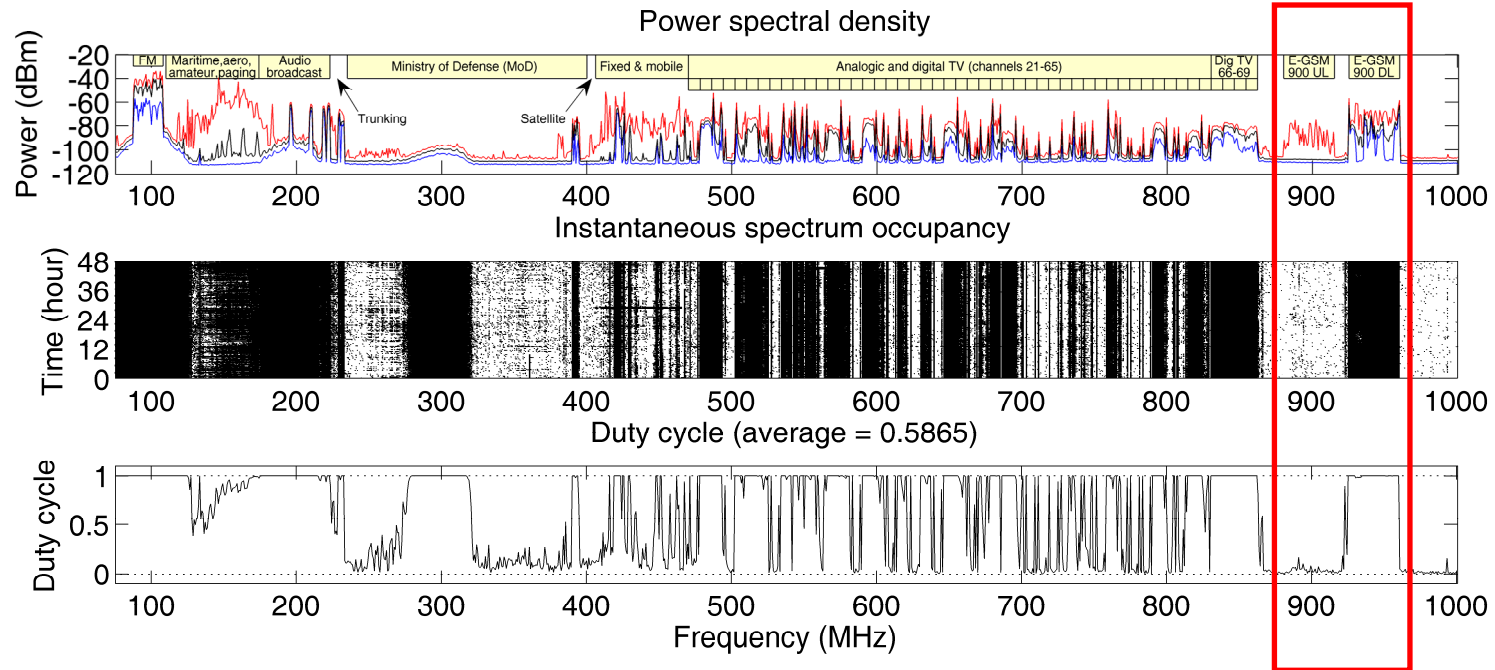 Power spectral density
Power (dBm)
-20
-40
-60
-80
-100
-120
FM
Maritime,aero,
amateur,paging
Audio
broadcast
Ministry of Defense (MoD)
Fixed & mobile
Analogic and digital TV (channels 21-65)
Dig TV
66-69
E-GSM
900 UL
E-GSM
900 DL
Trunking
Satellite
100 200 300 400 500 600 700 800 900 1000
Instantaneous spectrum occupancy
Time (hour)
48
36
24
12
0
100 200 300 400 500 600 700 800 900 1000
Duty cycle (average = 0.5865)
Duty cycle
1
0.5
0
100 200 300 400 500 600 700 800 900 1000
Frequency (MHz)